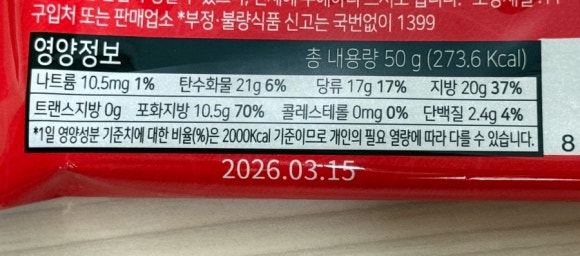 구입처 또는 판매업소 *부정·불량식품 신고는 국번없이 1399
영양정보 총 내용량 50 g (273.6 Kcal)
나트륨 10.5mg 1% 탄수화물 21g 6% 당류 17g 17% 지방 20g 37%
트랜스지방 0g 포화지방 10.5g 70% 콜레스테롤 0mg 0% 단백질 2.4g 4%
*1일 영양성분 기준치에 대한 비율(%)은 2000Kcal 기준이므로 개인의 필요 열량에 따라 다를 수 있습니다.
8
2026.03.15